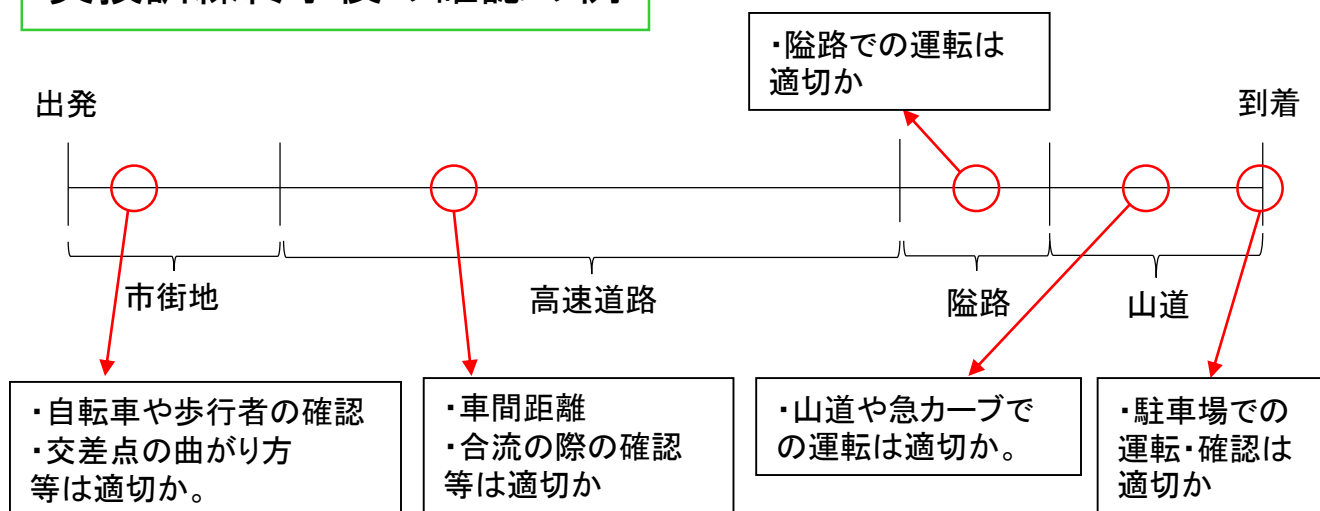 ・隘路での運転は
適切か
出発
到着
市街地
高速道路
隘路
山道
・自転車や歩行者の確認
・交差点の曲がり方
等は適切か。
・車間距離
・合流の際の確認
等は適切か
・山道や急カーブで
の運転は適切か。
・駐車場での
運転・確認は
適切か